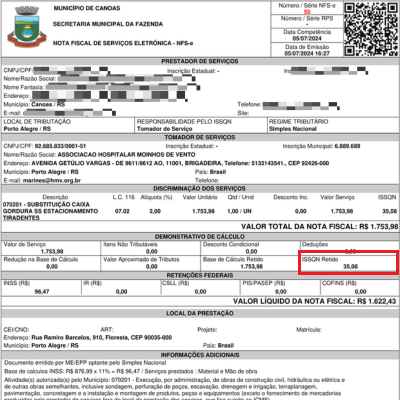 MUNICÍPIO DE CANOAS
SECRETARIA MUNICIPAL DA FAZENDA
NOTA FISCAL DE SERVIÇOS ELETRÔNICA - NFS-e
Número / Série NFS-e
50
Número / Série RPS
-
Data Competência
05/07/2024
Data de Emissão
05/07/2024 16:27
PRESTADOR DE SERVIÇOS
CNPJ/CPF:
Inscrição Estadual: -
Inscrição
Nome/Razão Social:
Nome Fantasia:
Endereço:
Município: Canoas / RS
Telefone:
E-mail:
Site:
LOCAL DE TRIBUTAÇÃO
RESPONSABILIDADE PELO ISSQN
REGIME TRIBUTÁRIO
Porto Alegre / RS
Tomador de Serviço
Simples Nacional
TOMADOR DE SERVIÇOS
CNPJ/CPF: 92.685.833/0001-51
Inscrição Estadual: -
Inscrição Municipal: 6.889.689
Nome/Razão Social: ASSOCIACAO HOSPITALAR MOINHOS DE VENTO
Endereço: AVENIDA GETÚLIO VARGAS - DE 9611/9612 AO, 11001, BRIGADEIRA, Telefone: 5133143541, CEP 92426-000
Município: Porto Alegre / RS
País: Brasil
E-mail: marines@hmv.org.br
Telefone:
DISCRIMINAÇÃO DOS SERVIÇOS
Serviço
L.C. 116
Alíquota (%)
Valor Unitário
Qtd / Unid
Desconto Inc.
Valor Serviço
ISSQN
070201 - SUBSTITUIÇÃO CAIXA
GORDURA SS ESTACIONAMENTO
TIRADENTES
07.02
2,00
1.753,98
1,00 / UN
0,00
1.753,98
35,08
VALOR TOTAL DA NOTA FISCAL: R$ 1.753,98
DEMONSTRATIVO DE CÁLCULO
Valor de Serviço
Itens Não Tributáveis
Desconto Condicional
Deduções
1.753,98
0,00
0,00
Redução na Base de Cálculo
Valor Aproximado de Tributos
Base de Cálculo Retido
ISSQN Retido
0,00
0,00
1.753,98
35,08
RETENÇÕES FEDERAIS
INSS (R$)
IR (R$)
CSLL (R$)
PIS/PASEP (R$)
COFINS (R$)
96,47
0,00
0,00
0,00
0,00
VALOR LÍQUIDO DA NOTA FISCAL: R$ 1.622,43
LOCAL DA PRESTAÇÃO
CEI/CNO:
ART:
Projeto:
Matrícula:
Endereço: Rua Ramiro Barcelos, 910, Floresta, CEP 90035-000
Município: Porto Alegre / RS
País: Brasil
INFORMAÇÕES ADICIONAIS
Documento emitido por ME/EPP optante pelo Simples Nacional
Base de calculos INSS: R$ 876,99 x 11% = R$ 96,47 / Serviços prestados : Material e Mão de obra
Atividade(s) autorizada(s) pelo Município: 070201 - Execução, por administração, de obras de construção civil, hidráulica ou elétrica e
de outras obras semelhantes, inclusive sondagem, perfuração de poços, escavação, drenagem e irrigação, terraplanagem,
pavimentação, concretagem e a instalação e montagem de produtos, peças e equipamentos (exceto o fornecimento de mercadorias